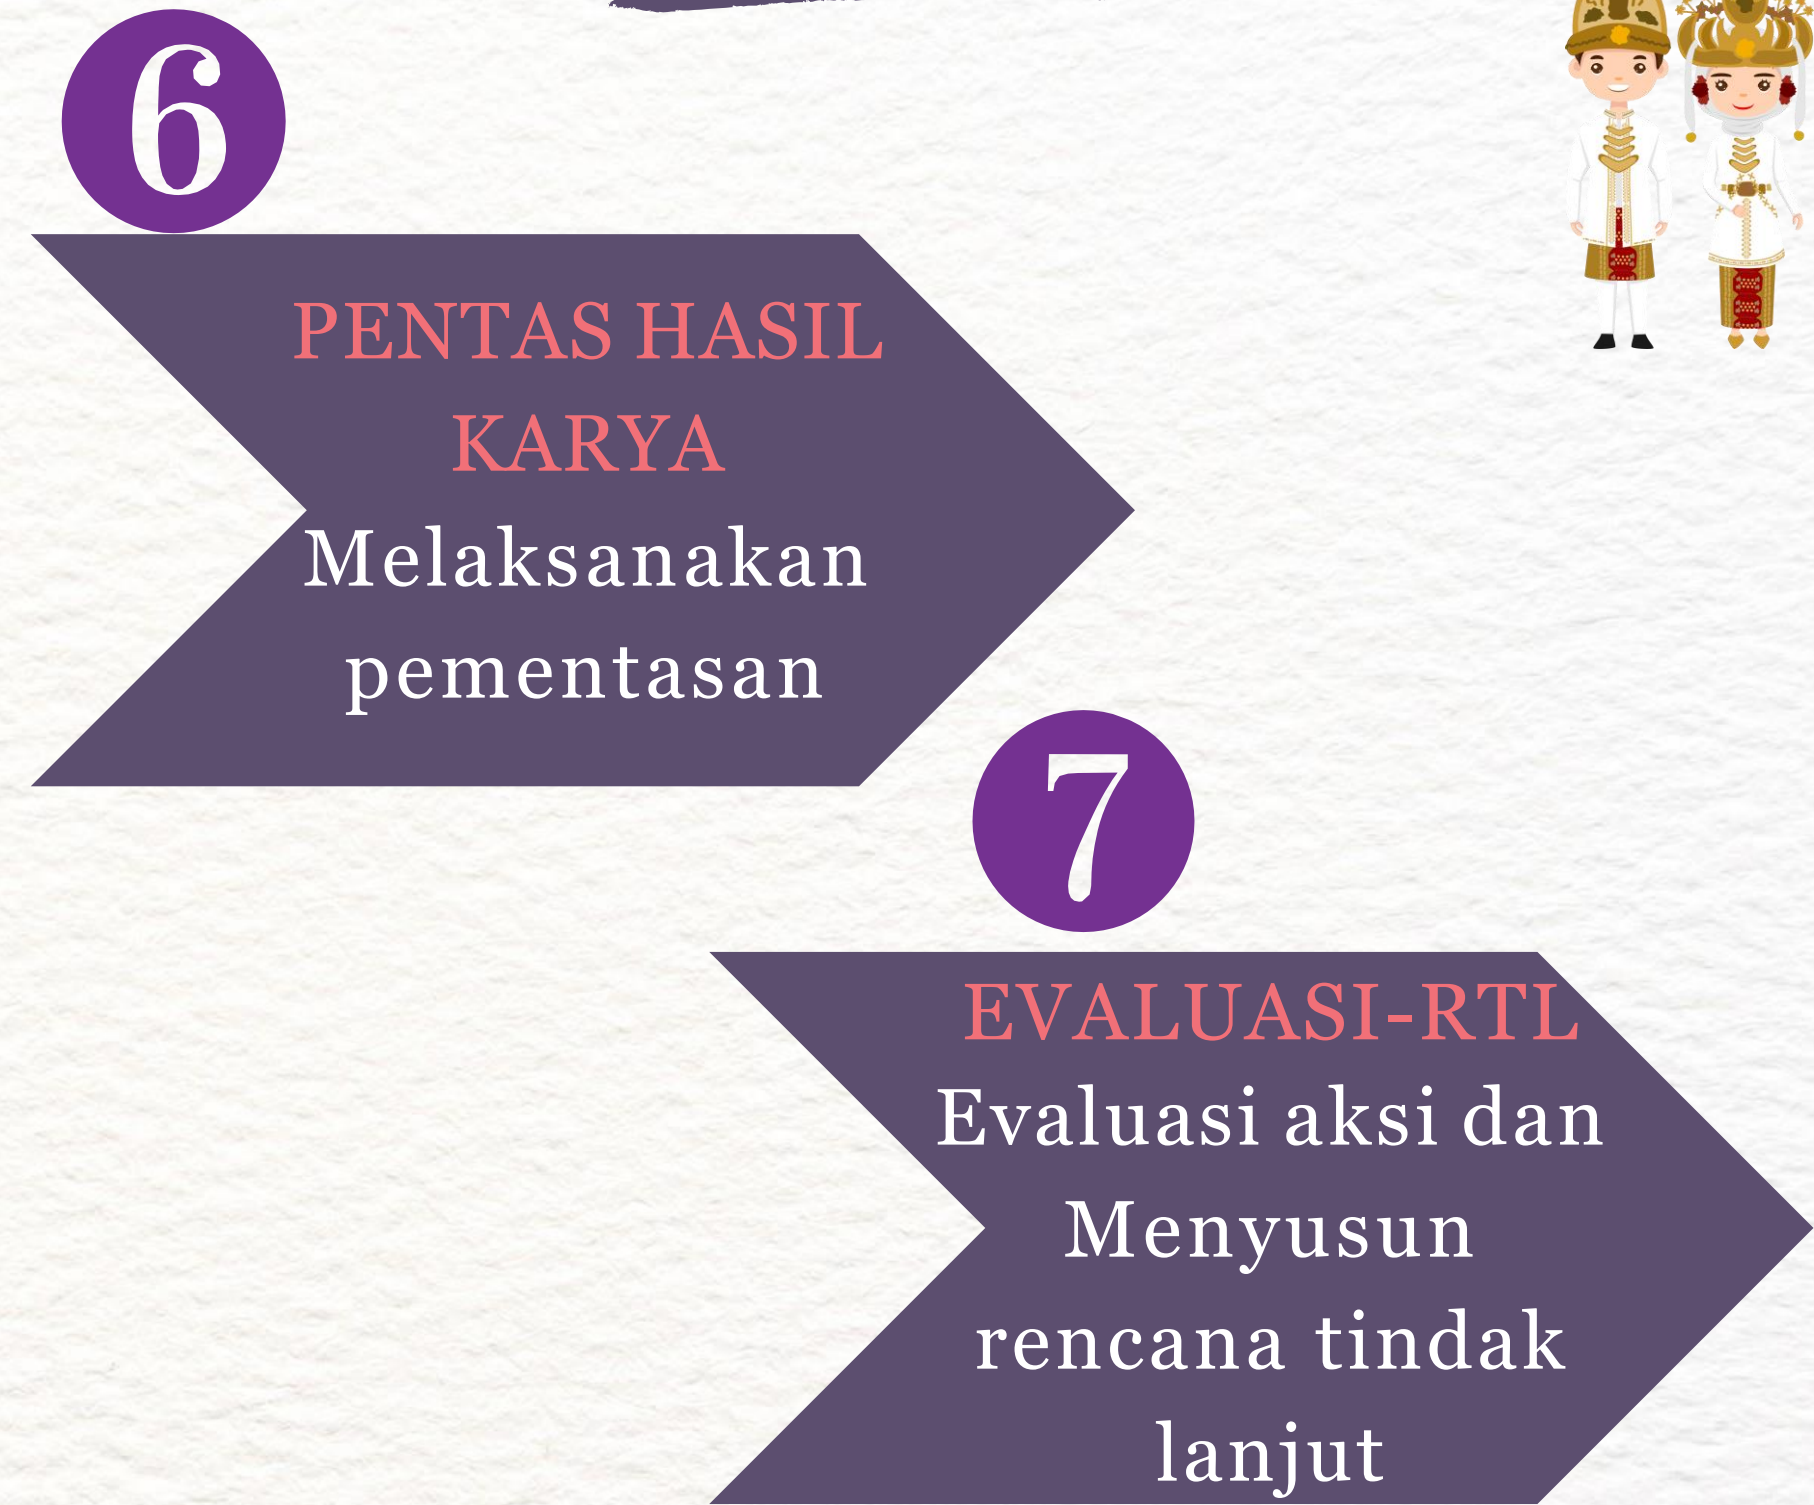 6
PENTAS HASIL
KARYA
Melaksanakan
pementasan
7
EVALUASI-RTL
Evaluasi aksi dan
Menyusun
rencana tindak
lanjut